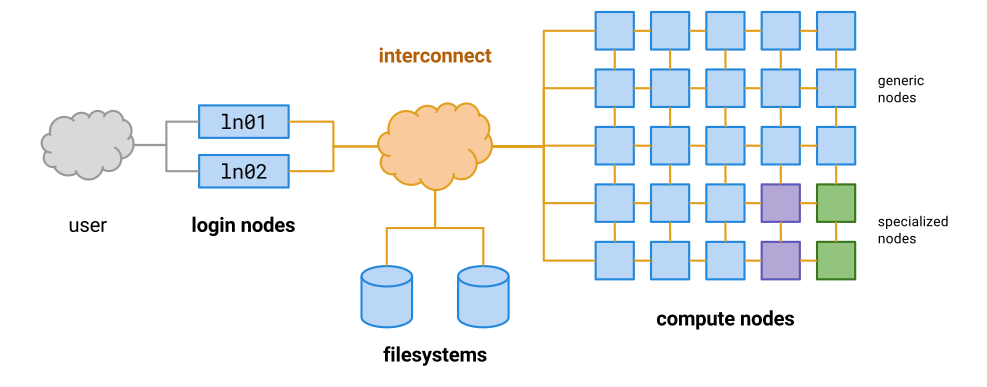 interconnect
generic
nodes
ln01
ln02
user
login nodes
specialized
nodes
compute nodes
filesystems